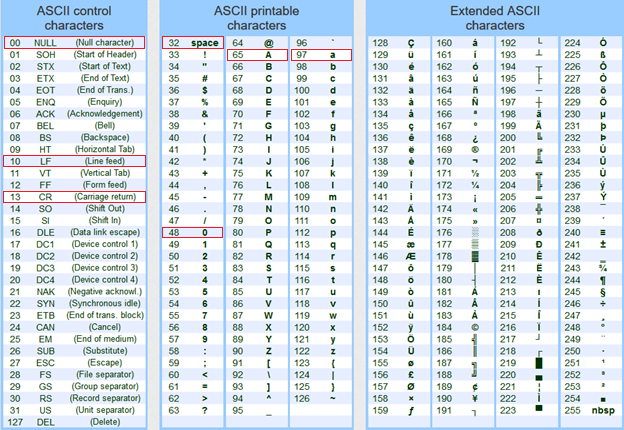 ASCII control
characters
00 NULL (Null character)
01 SOH (Start of Header)
02 STX (Start of Text)
03 ETX (End of Text)
04 EOT (End of Trans.)
05 ENQ (Enquiry)
06 ACK (Acknowledgement)
07 BEL (Bell)
08 BS (Backspace)
09 HT (Horizontal Tab)
10 LF (Line feed)
11 VT (Vertical Tab)
12 FF (Form feed)
13 CR (Carriage return)
14 SO (Shift Out)
15 SI (Shift In)
16 DLE (Data link escape)
17 DC1 (Device control 1)
18 DC2 (Device control 2)
19 DC3 (Device control 3)
20 DC4 (Device control 4)
21 NAK (Negative acknowl.)
22 SYN (Synchronous idle)
23 ETB (End of trans. block)
24 CAN (Cancel)
25 EM (End of medium)
26 SUB (Substitute)
27 ESC (Escape)
28 FS (File separator)
29 GS (Group separator)
30 RS (Record separator)
31 US (Unit separator)
127 DEL (Delete)
ASCII printable
characters
32 space 64 @ 96 `
33 ! 65 A 97 a
34 " 66 B 98 b
35 # 67 C 99 c
36 $ 68 D 100 d
37 % 69 E 101 e
38 & 70 F 102 f
39 ' 71 G 103 g
40 ( 72 H 104 h
41 ) 73 I 105 i
42 * 74 J 106 j
43 + 75 K 107 k
44 , 76 L 108 l
45 - 77 M 109 m
46 . 78 N 110 n
47 / 79 O 111 o
48 0 80 P 112 p
49 1 81 Q 113 q
50 2 82 R 114 r
51 3 83 S 115 s
52 4 84 T 116 t
53 5 85 U 117 u
54 6 86 V 118 v
55 7 87 W 119 w
56 8 88 X 120 x
57 9 89 Y 121 y
58 : 90 Z 122 z
59 ; 91 [ 123 {
60 < 92 \ 124 |
61 = 93 ] 125 }
62 > 94 ^ 126 ~
63 ? 95 _
Extended ASCII
characters
128 Ç 160 á 192 └ 224 Ó
129 ü 161 í 193 ┴ 225 ß
130 é 162 ó 194 ┬ 226 Ô
131 â 163 ú 195 ├ 227 Ò
132 ä 164 ñ 196 ─ 228 õ
133 à 165 Ñ 197 ┼ 229 Õ
134 å 166 ª 198 ã 230 µ
135 ç 167 º 199 Ã 231 þ
136 ê 168 ¿ 200 ╚ 232 Þ
137 ë 169 ® 201 ╔ 233 Ú
138 è 170 ¬ 202 ╩ 234 Û
139 ï 171 ½ 203 ╦ 235 Ù
140 î 172 ¼ 204 ╠ 236 ý
141 ì 173 ¡ 205 ═ 237 Ý
142 Ä 174 « 206 ╬ 238 ¯
143 Å 175 » 207 ¤ 239 ´
144 É 176 ░ 208 ð 240 ≡
145 æ 177 ▒ 209 Ð 241 ±
146 Æ 178 ▓ 210 Ê 242 ‗
147 ô 179 │ 211 Ë 243 ¾
148 ö 180 ┤ 212 È 244 ¶
149 ò 181 Á 213 ı 245 §
150 û 182 Â 214 Í 246 ÷
151 ù 183 À 215 Î 247 ¸
152 ÿ 184 © 216 Ï 248 °
153 Ö 185 ╣ 217 ┘ 249 ¨
154 Ü 186 ║ 218 ┌ 250 ·
155 ø 187 ╗ 219 █ 251 ¹
156 £ 188 ╝ 220 ▄ 252 ³
157 Ø 189 ¢ 221 ¦ 253 ²
158 × 190 ¥ 222 Ì 254 ■
159 ƒ 191 ┐ 223 ▀ 255 nbsp